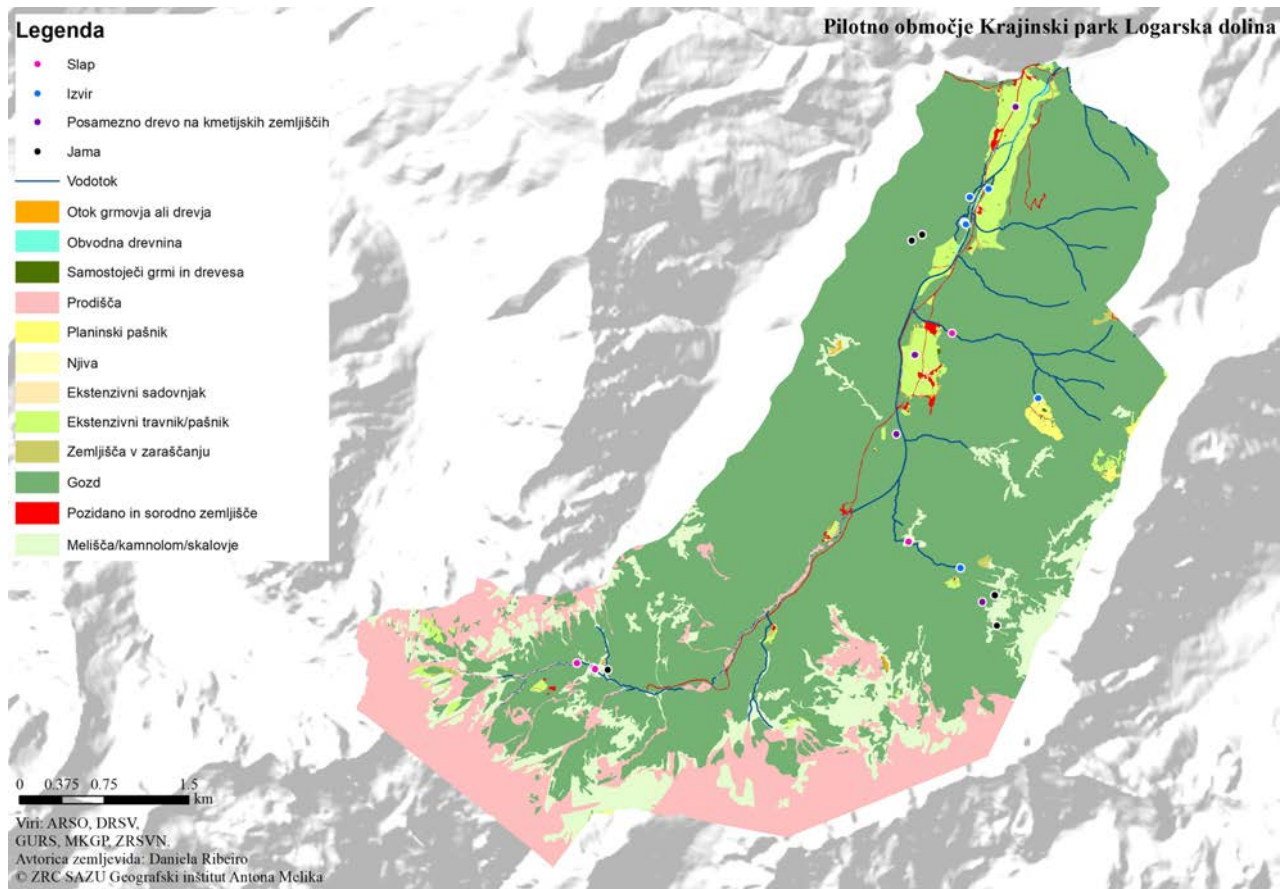 Pilotno območje Krajinski park Logarska dolina
Legenda
Slap
Izvir
Posamezno drevo na kmetijskih zemljiščih
Jama
Vodotok
Otok grmovja ali drevja
Obvodna drevnina
Samostoječi grmi in drevesa
Prodišča
Planinski pašnik
Njiva
Ekstenzivni sadovnjak
Ekstenzivni travnik/pašnik
Zemljišča v zaraščanju
Gozd
Pozidano in sorodno zemljišče
Melišča/kamnolom/skalovje
0 0.375 0.75 1.5
km
Viri: ARSO, DRSV,
GURS, MKGP, ZRSVN.
Avtorica zemljevida: Daniela Ribeiro
© ZRC SAZU Geografski inštitut Antona Melika